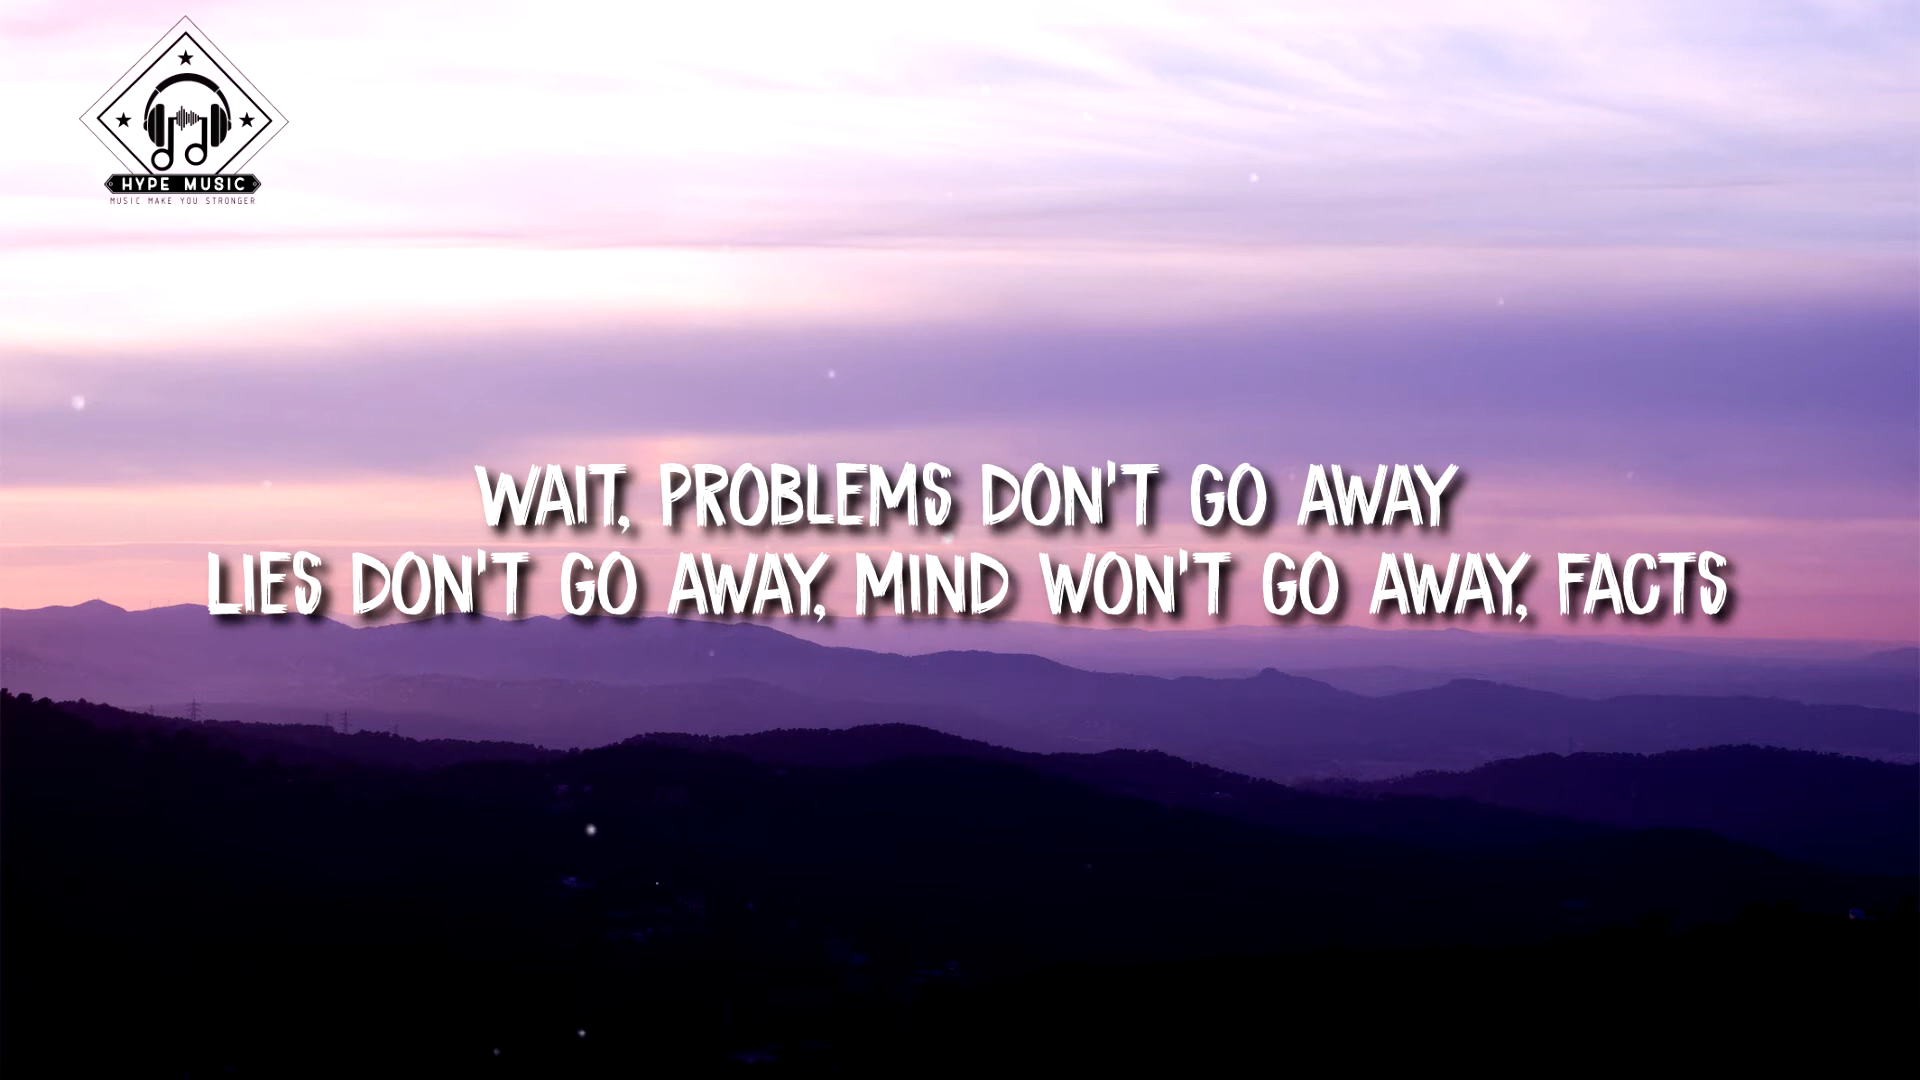 HYPE MUSIC
MUSIC MAKE YOU STRONGER
WAIT, PROBLEMS DON'T GO AWAY
LIES DON'T GO AWAY, MIND WON'T GO AWAY, FACTS